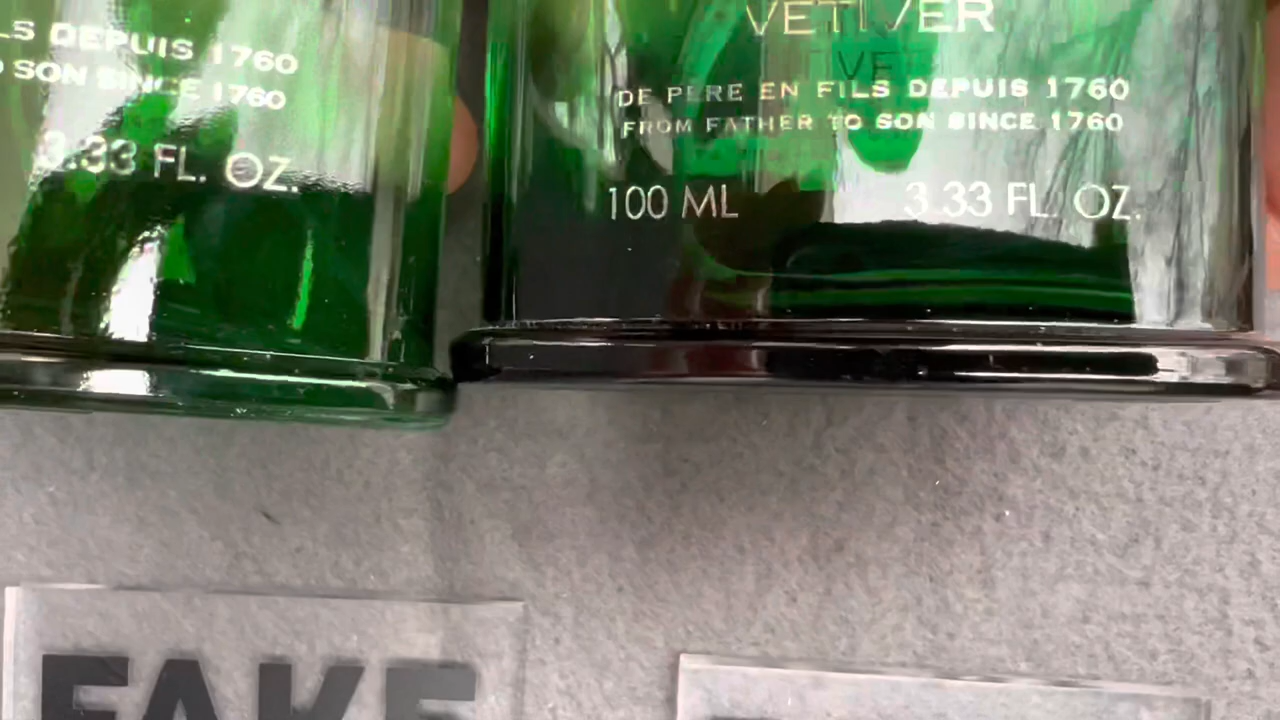 LS DEPUIS 1760
SON SINCE 1760
3.33 FL. OZ.
VETIVER
DE PERE EN FILS DEPUIS 1760
FROM FATHER TO SON SINCE 1760
100 ML 3.33 FL. OZ.
FAKE